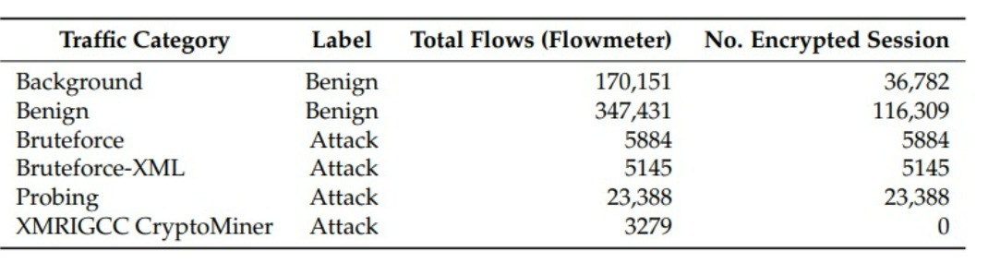 Traffic Category Label Total Flows (Flowmeter) No. Encrypted Session
Background Benign 170,151 36,782
Benign Benign 347,431 116,309
Bruteforce Attack 5884 5884
Bruteforce-XML Attack 5145 5145
Probing Attack 23,388 23,388
XMRIGCC CryptoMiner Attack 3279 0